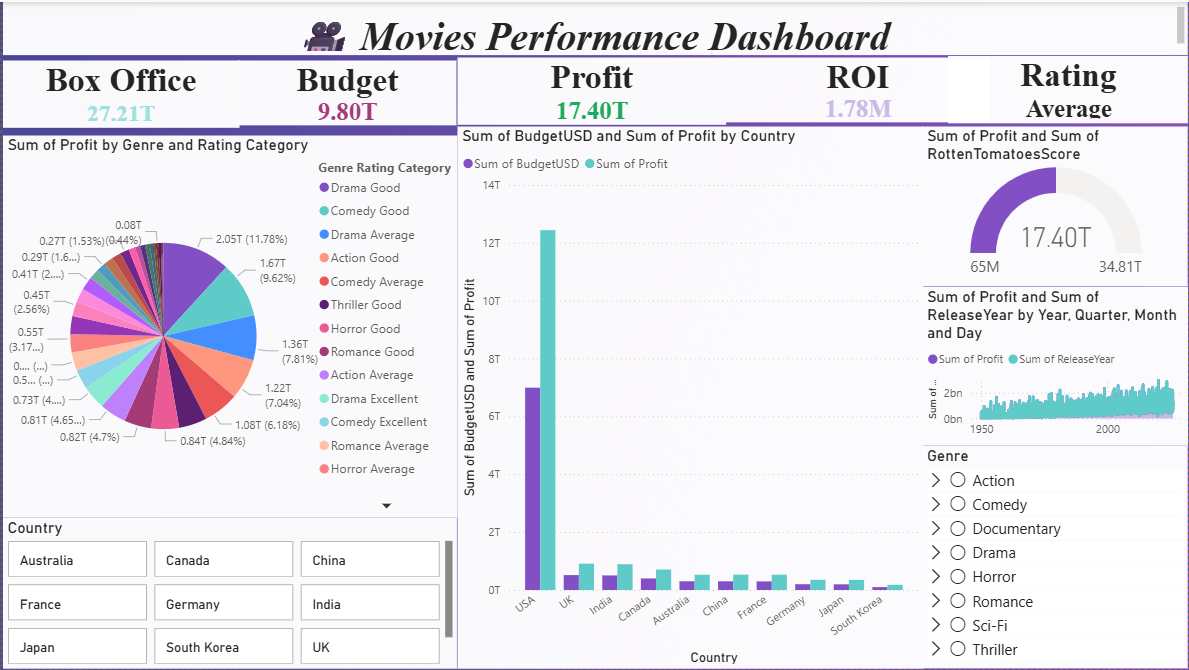 Movies Performance Dashboard
Box Office
27.21T
Budget
9.80T
Profit
17.40T
ROI
1.78M
Rating
Average
Sum of Profit by Genre and Rating Category
Genre Rating Category
Drama Good
Comedy Good
Drama Average
Action Good
Comedy Average
Thriller Good
Horror Good
Romance Good
Action Average
Drama Excellent
Comedy Excellent
Romance Average
Horror Average
2.05T (11.78%)
1.67T
(9.62%)
1.36T
(7.81%)
1.22T
(7.04%)
1.08T (6.18%)
0.84T (4.84%)
0.82T (4.7%)
0.81T (4.65...)
0.73T (4....)
0.5... (...)
0.... (...)
0.55T
(3.17...)
0.45T
(2.56%)
0.41T (2....)
0.29T (1.6...)
0.27T (1.53%)
(0.44%)
0.08T
Country
Australia
Canada
China
France
Germany
India
Japan
South Korea
UK
Sum of BudgetUSD and Sum of Profit by Country
Sum of BudgetUSD
Sum of Profit
Sum of BudgetUSD and Sum of Profit
14T
12T
10T
8T
6T
4T
2T
0T
USA
UK
India
Canada
Australia
China
France
Germany
Japan
South Korea
Country
Sum of Profit and Sum of
RottenTomatoesScore
17.40T
65M
34.81T
Sum of Profit and Sum of
ReleaseYear by Year, Quarter, Month
and Day
Sum of Profit
Sum of ReleaseYear
Sum of ...
2bn
0bn
1950
2000
Genre
Action
Comedy
Documentary
Drama
Horror
Romance
Sci-Fi
Thriller